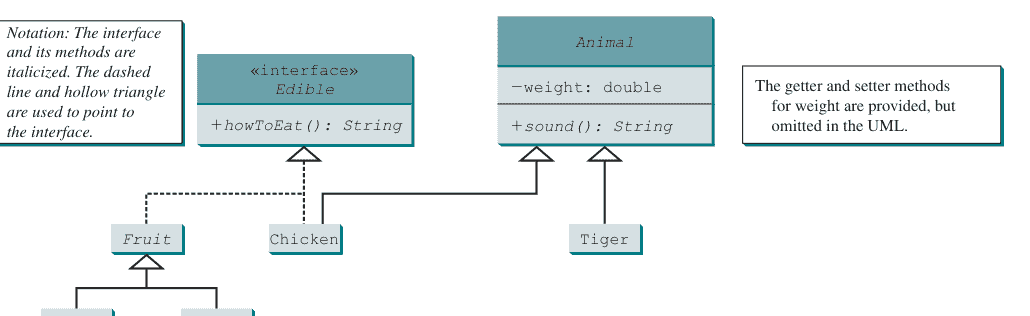 Notation: The interface
and its methods are
italicized. The dashed
line and hollow triangle
are used to point to
the interface.
«interface»
Edible
+howToEat(): String
Animal
-weight: double
+sound(): String
The getter and setter methods
for weight are provided, but
omitted in the UML.
Fruit
Chicken
Tiger